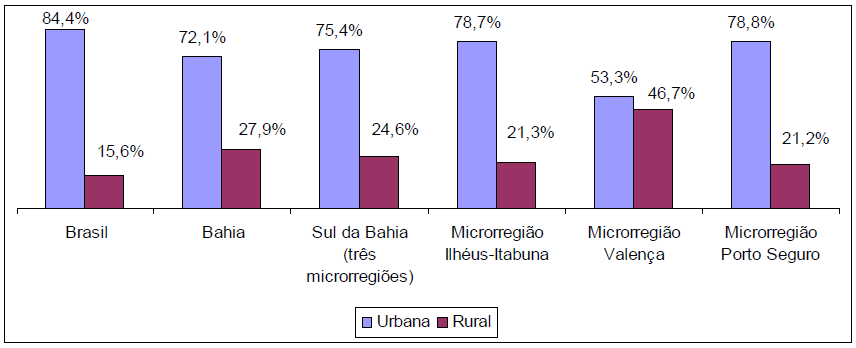 84,4%
15,6%
72,1%
27,9%
75,4%
24,6%
78,7%
21,3%
53,3%
46,7%
78,8%
21,2%
Brasil
Bahia
Sul da Bahia
(três
microrregiões)
Microrregião
Ilhéus-Itabuna
Microrregião
Valença
Microrregião
Porto Seguro
Urbana
Rural